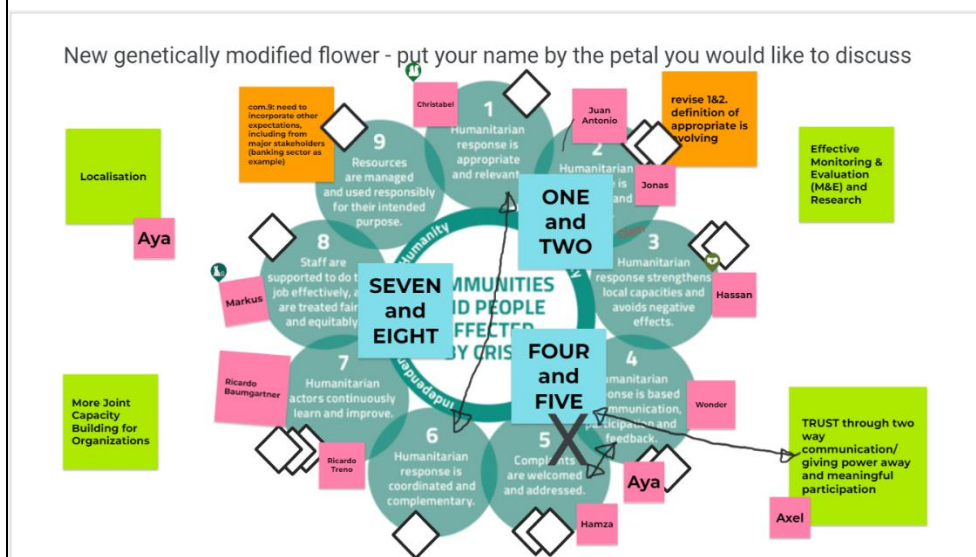 New genetically modified flower - put your name by the petal you would like to discuss
com.9: need to
incorporate other
expectations,
including from
major stakeholders
(banking sector as
example)
Christabel
1
Humanitarian
response is
appropriate
and relevant.
Juan
Antonio
revise 1&2.
definition of
appropriate is
evolving
Localisation
Aya
9
Resources
are managed
and used responsibly
for their intended
purpose.
2
Jonas
Effective
Monitoring &
Evaluation
(M&E) and
Research
ONE
and
TWO
Humanity
8
Staff are
supported to do
job effectively,
are treated
and equitably
Markus
SEVEN
and
EIGHT
3
Humanitarian
response strengthens
local capacities and
avoids negative
effects.
Hassan
FOUR
and
FIVE
More Joint
Capacity
Building for
Organizations
Ricardo
Baumgartner
7
Humanitarian
actors continuously
learn and improve.
Ricardo
Treno
4
is based
participation and
feedback.
Wonder
TRUST through two
way
communication/
giving power away
and meaningful
participation
Axel
6
Humanitarian
response is
coordinated and
complementary.
X
5
Complaints
are welcomed
and addressed.
Aya
Hamza